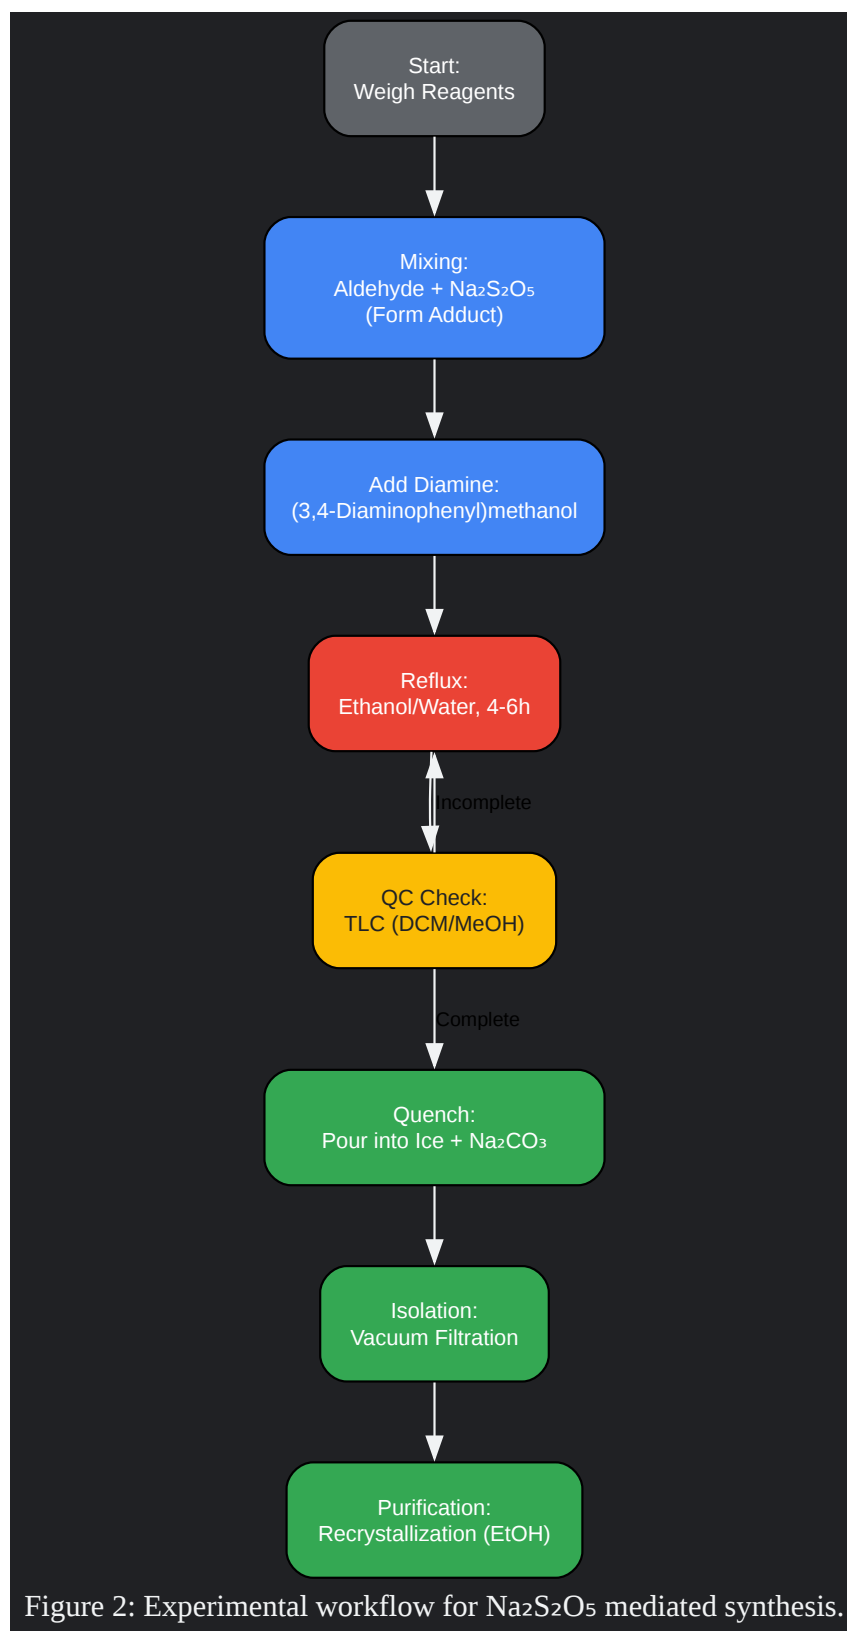 Start:
Weigh Reagents
Mixing:
Aldehyde + Na₂S₂O₅
(Form Adduct)
Add Diamine:
(3,4-Diaminophenyl)methanol
Reflux:
Ethanol/Water, 4-6h
Incomplete
QC Check:
TLC (DCM/MeOH)
Complete
Quench:
Pour into Ice + Na₂CO₃
Isolation:
Vacuum Filtration
Purification:
Recrystallization (EtOH)
Figure 2: Experimental workflow for Na₂S₂O₅ mediated synthesis.